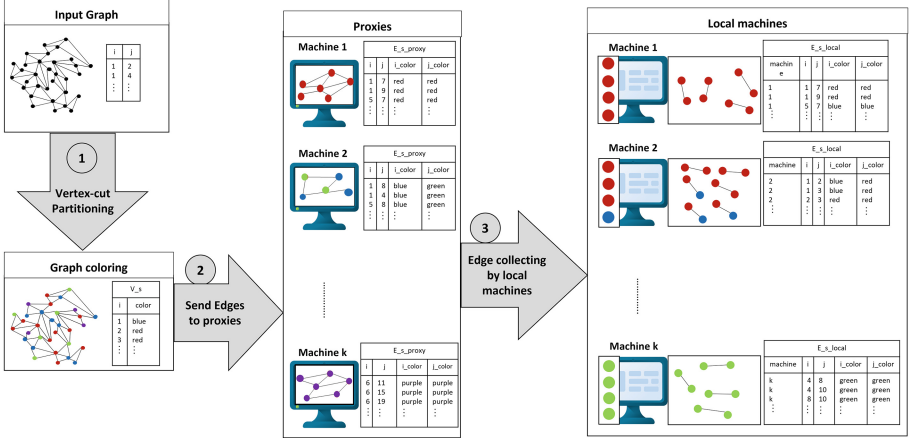 Input Graph
i j
1 2
1 4
⋮ ⋮
1
Vertex-cut
Partitioning
Graph coloring
V_s
i color
1 blue
2 red
3 red
⋮ ⋮
2
Send Edges
to proxies
Proxies
Machine 1
E_s_proxy
i j i_color j_color
1 7 red red
1 9 red red
5 7 red red
⋮ ⋮ ⋮ ⋮
Machine 2
E_s_proxy
i j i_color j_color
1 8 blue green
1 4 blue green
5 8 blue green
⋮ ⋮ ⋮ ⋮
Machine k
E_s_proxy
i j i_color j_color
6 11 purple purple
6 15 purple purple
6 19 purple purple
⋮ ⋮ ⋮ ⋮
3
Edge collecting
by local
machines
Local machines
Machine 1
E_s_local
machin
e i j i_color j_color
1 1 7 red red
1 1 9 red red
1 5 7 blue blue
⋮ ⋮ ⋮ ⋮ ⋮
Machine 2
E_s_local
machine i j i_color j_color
2 1 2 blue red
2 1 3 blue red
2 2 3 red red
⋮ ⋮ ⋮ ⋮ ⋮
Machine k
E_s_local
machine i j i_color j_color
k 4 8 green green
k 4 10 green green
k 8 10 green green
⋮ ⋮ ⋮ ⋮ ⋮